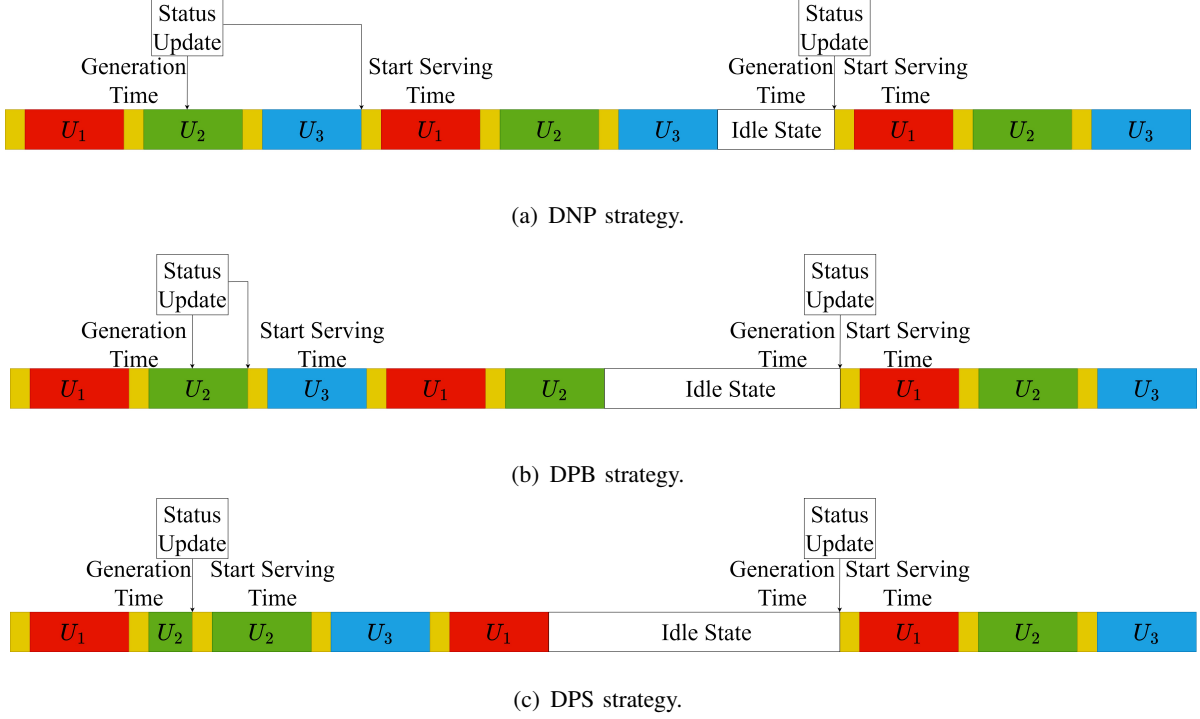 Status
Update
Status
Update
Generation
Time
Start Serving
Time
Generation
Time
Start Serving
Time
U₁ U₂ U₃ U₁ U₂ U₃ Idle State U₁ U₂ U₃
(a) DNP strategy.
Status
Update
Status
Update
Generation
Time
Start Serving
Time
Generation
Time
Start Serving
Time
U₁ U₂ U₃ U₁ U₂ Idle State U₁ U₂ U₃
(b) DPB strategy.
Status
Update
Status
Update
Generation
Time
Start Serving
Time
Generation
Time
Start Serving
Time
U₁ U₂ U₂ U₃ U₁ Idle State U₁ U₂ U₃
(c) DPS strategy.